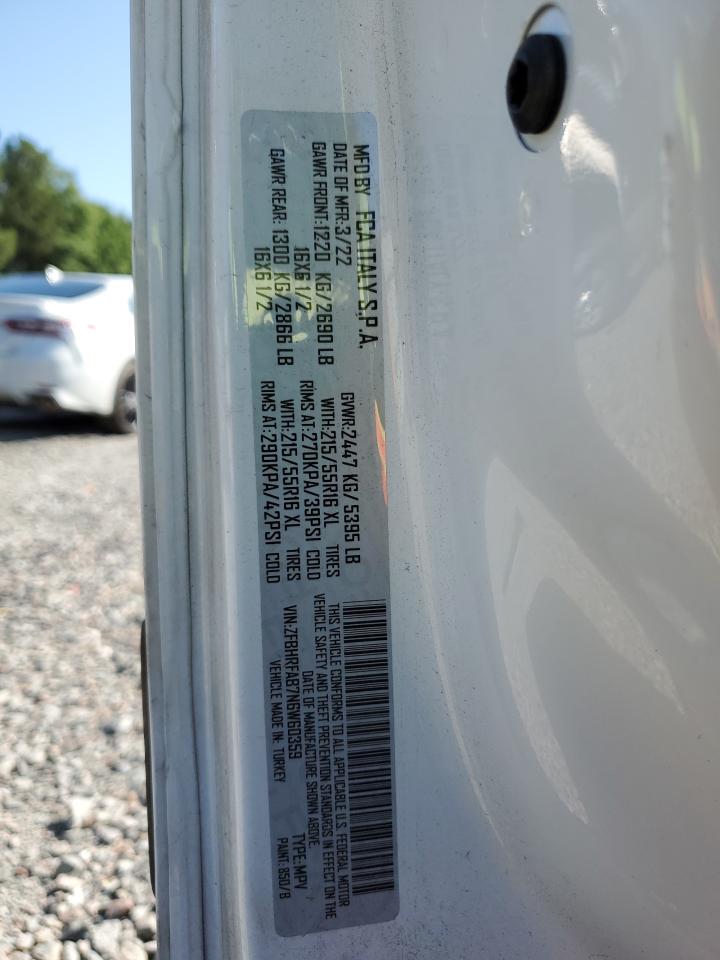 MFD BY FCA ITALY S.P.A.
DATE OF MFR:3/22 GVWR:2447 KG/5395 LB
GAWR FRONT:1220 KG/2690 LB WITH:215/55R16 XL TIRES
16X6 1/2 RIMS AT:270KPA/39PSI COLD
GAWR REAR:1300 KG/2866 LB WITH:215/55R16 XL TIRES
16X6 1/2 RIMS AT:290KPA/42PSI COLD
THIS VEHICLE CONFORMS TO ALL APPLICABLE U.S. FEDERAL MOTOR
VEHICLE SAFETY AND THEFT PREVENTION STANDARDS IN EFFECT ON THE
DATE OF MANUFACTURE SHOWN ABOVE.
VIN:ZFBHRFAB7N6W60359 TYPE:MPV
VEHICLE MADE IN: TURKEY PAINT: 850/B